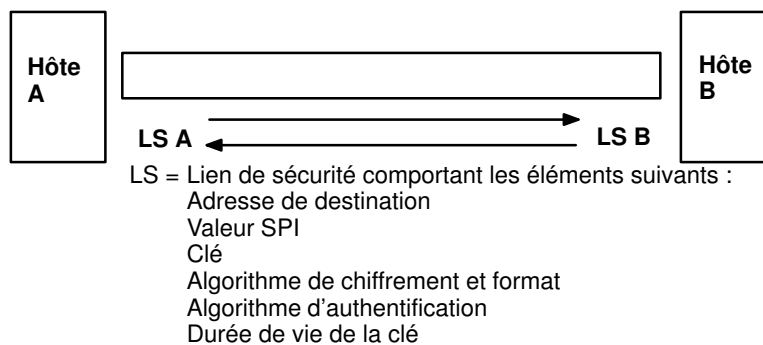 Hôte
A
Hôte
B
LS A
LS B
LS = Lien de sécurité comportant les éléments suivants :
Adresse de destination
Valeur SPI
Clé
Algorithme de chiffrement et format
Algorithme d'authentification
Durée de vie de la clé